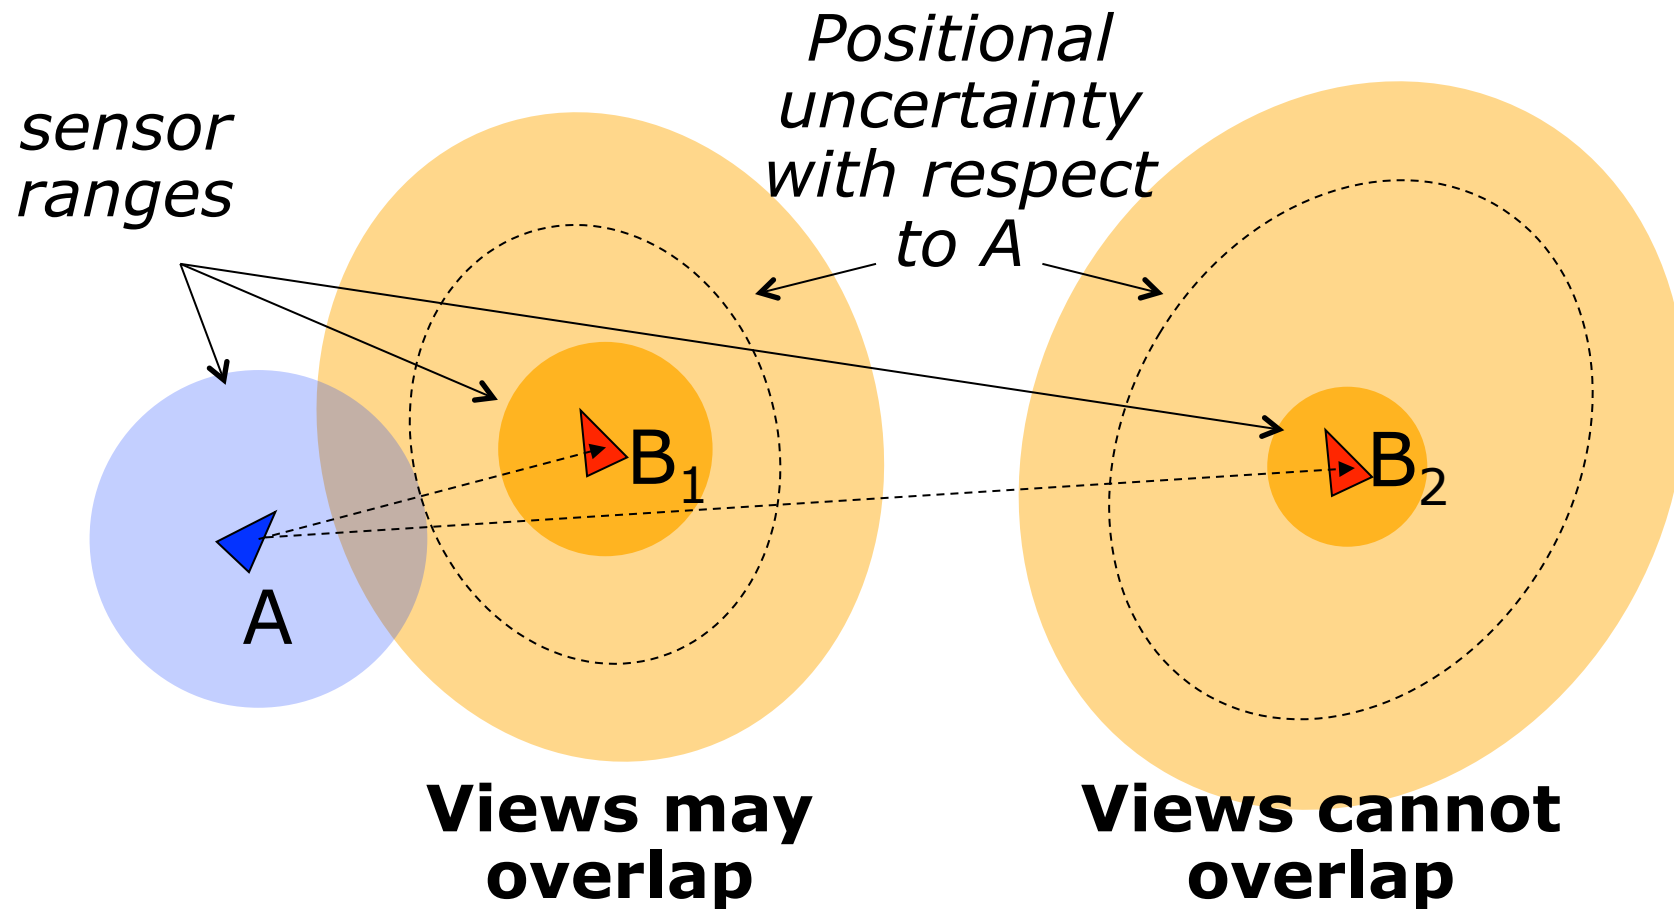 Positional
uncertainty
with respect
to A
sensor
ranges
B₁
B₂
A
Views may
overlap
Views cannot
overlap